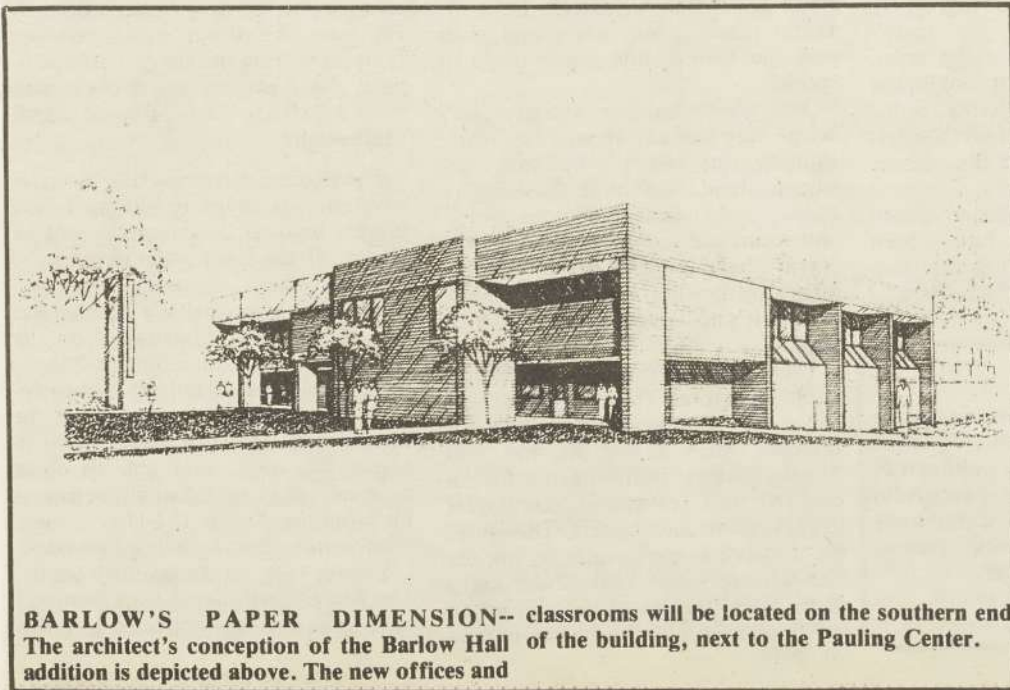 BARLOW'S PAPER DIMENSION--
The architect's conception of the Barlow Hall
addition is depicted above. The new offices and
classrooms will be located on the southern end
of the building, next to the Pauling Center.